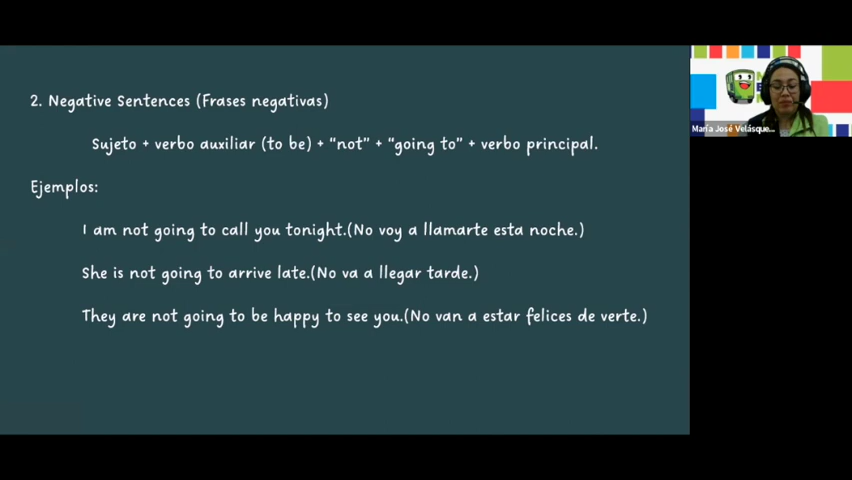 2. Negative Sentences (Frases negativas)
Sujeto + verbo auxiliar (to be) + "not" + "going to" + verbo principal.
Ejemplos:
I am not going to call you tonight.(No voy a llamarte esta noche.)
She is not going to arrive late.(No va a llegar tarde.)
They are not going to be happy to see you.(No van a estar felices de verte.)
María José Velásque...